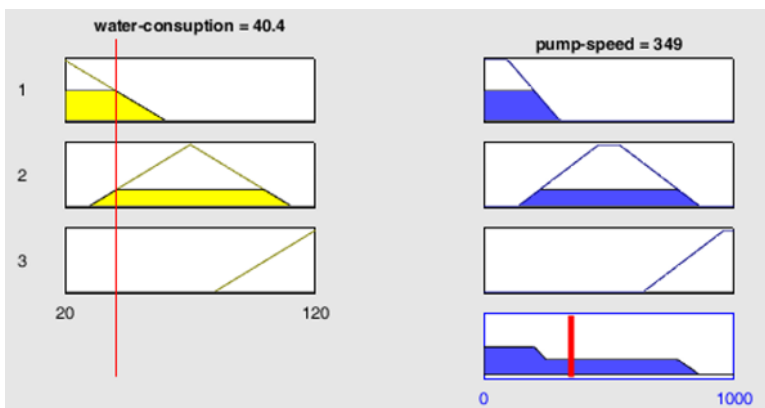 water-consuption = 40.4
pump-speed = 349
1
2
3
20 120
0 1000